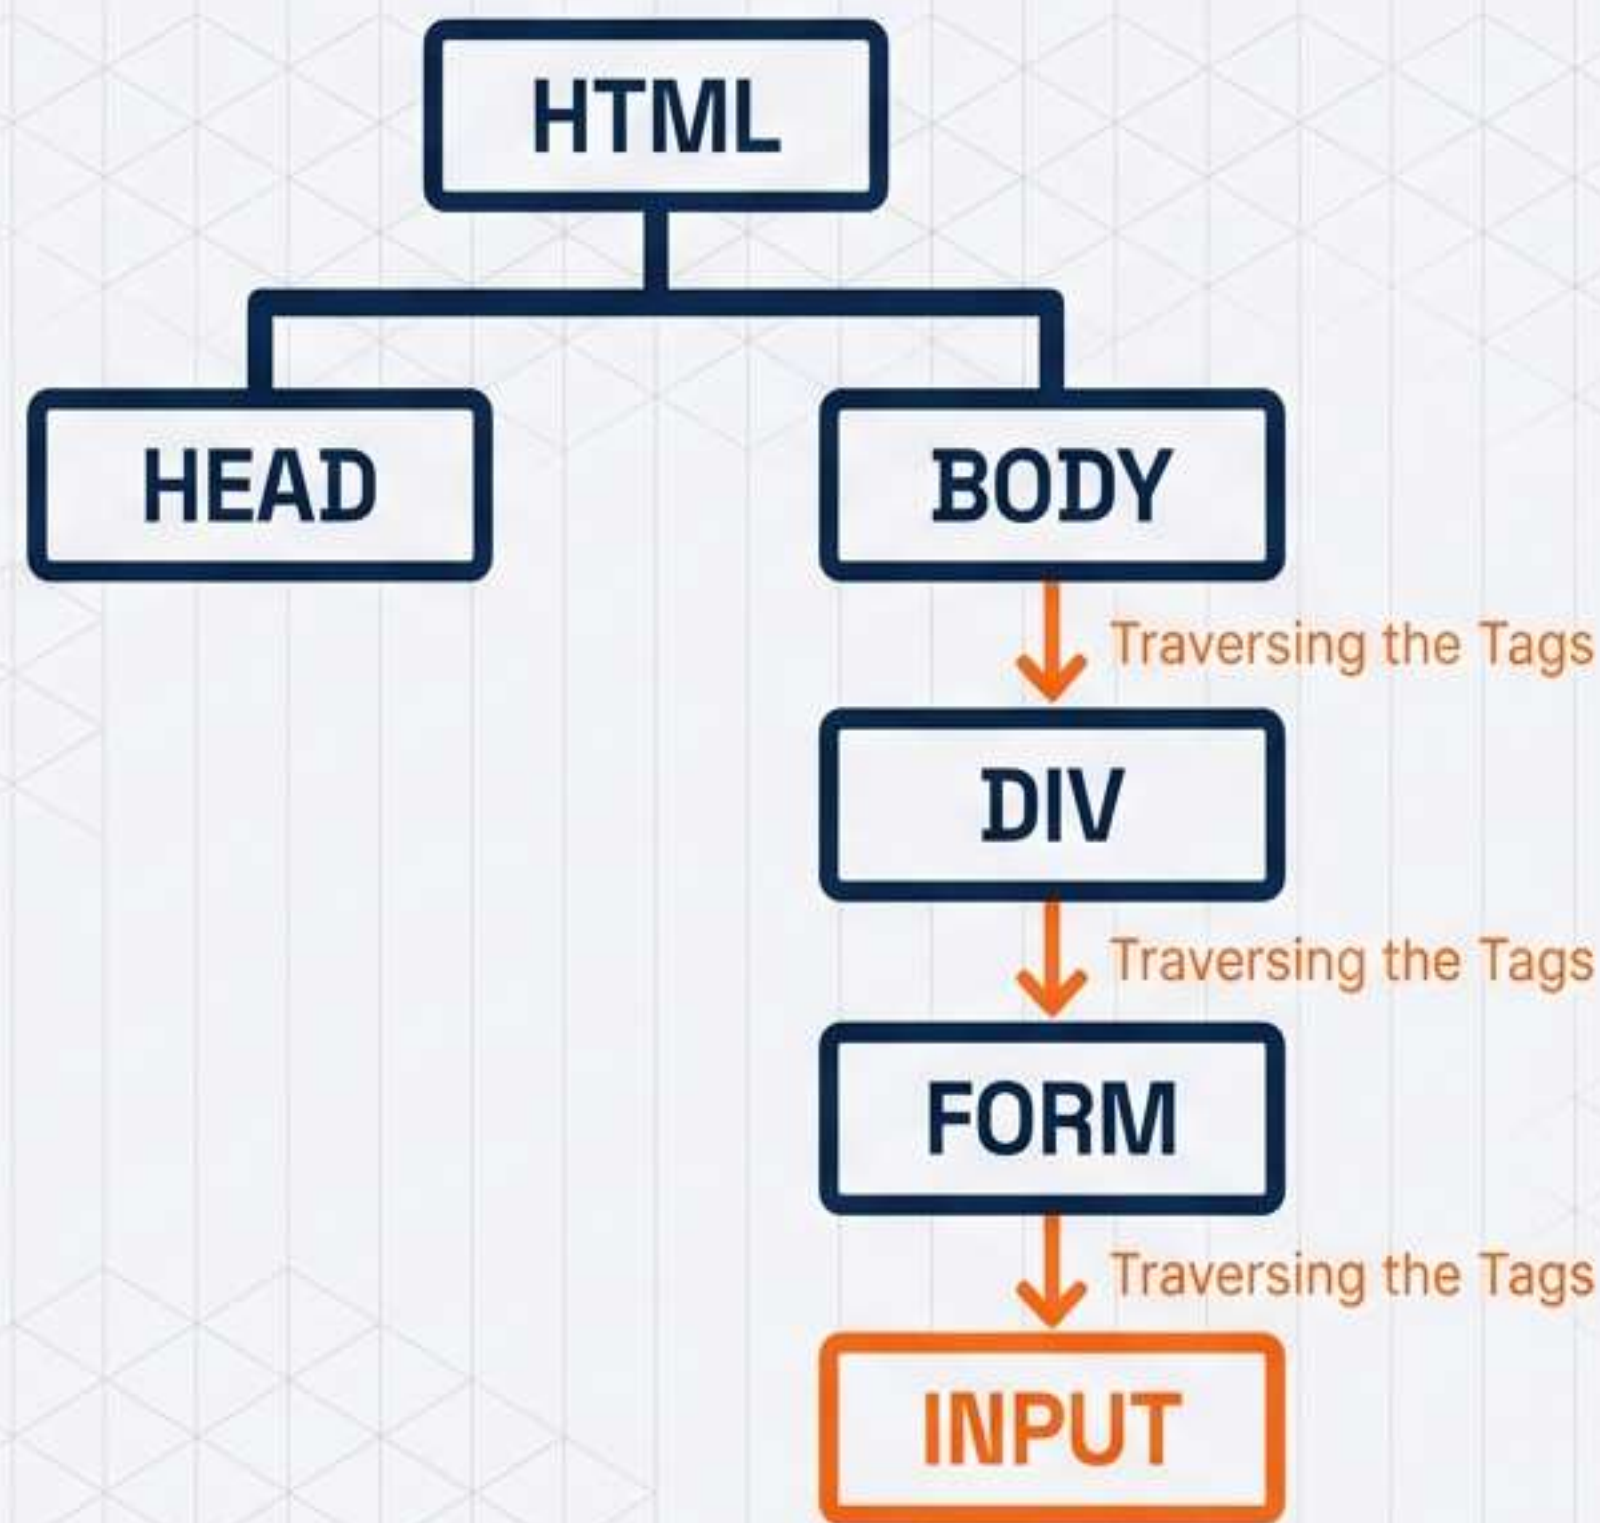 HTML
HEAD
BODY
Traversing the Tags
DIV
Traversing the Tags
FORM
Traversing the Tags
INPUT